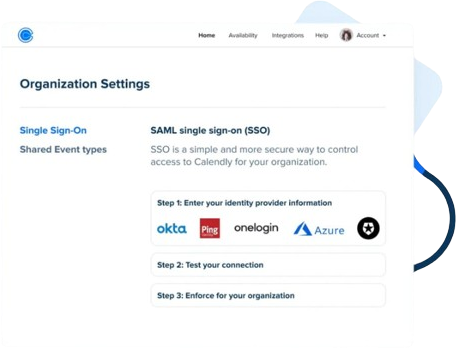 Home Availability Integrations Help Account
Organization Settings
Single Sign-On
Shared Event types
SAML single sign-on (SSO)
SSO is a simple and more secure way to control
access to Calendly for your organization.
Step 1: Enter your identity provider information
okta Ping onelogin Azure
Step 2: Test your connection
Step 3: Enforce for your organization